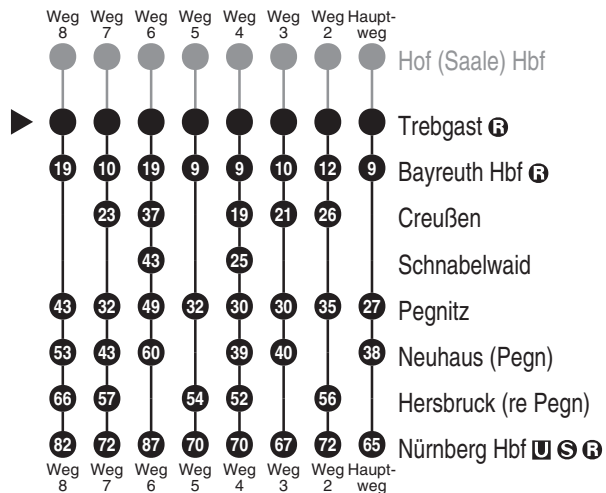 Weg 8 Weg 7 Weg 6 Weg 5 Weg 4 Weg 3 Weg 2 Haupt-weg
Hof (Saale) Hbf
Trebgast R
19 10 19 9 9 10 12 9 Bayreuth Hbf R
23 37 19 21 26 Creußen
43 25 Schnabelwaid
43 32 49 32 30 30 35 27 Pegnitz
53 43 60 39 40 38 Neuhaus (Pegn)
66 57 54 52 56 Hersbruck (re Pegn)
82 72 87 70 70 67 72 65 Nürnberg Hbf U S R
Weg 8 Weg 7 Weg 6 Weg 5 Weg 4 Weg 3 Weg 2 Haupt-weg